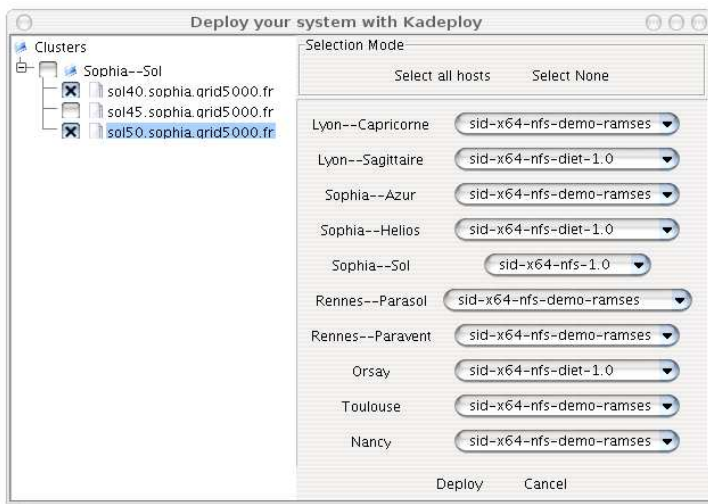 Deploy your system with Kadeploy
Clusters
Sophia--Sol
sol40.sophia.grid5000.fr
sol45.sophia.grid5000.fr
sol50.sophia.grid5000.fr
Selection Mode
Select all hosts Select None
Lyon--Capricorne sid-x64-nfs-demo-ramses
Lyon--Sagittaire sid-x64-nfs-diet-1.0
Sophia--Azur sid-x64-nfs-demo-ramses
Sophia--Helios sid-x64-nfs-diet-1.0
Sophia--Sol sid-x64-nfs-1.0
Rennes--Parasol sid-x64-nfs-demo-ramses
Rennes--Paravent sid-x64-nfs-demo-ramses
Orsay sid-x64-nfs-diet-1.0
Toulouse sid-x64-nfs-demo-ramses
Nancy sid-x64-nfs-demo-ramses
Deploy Cancel